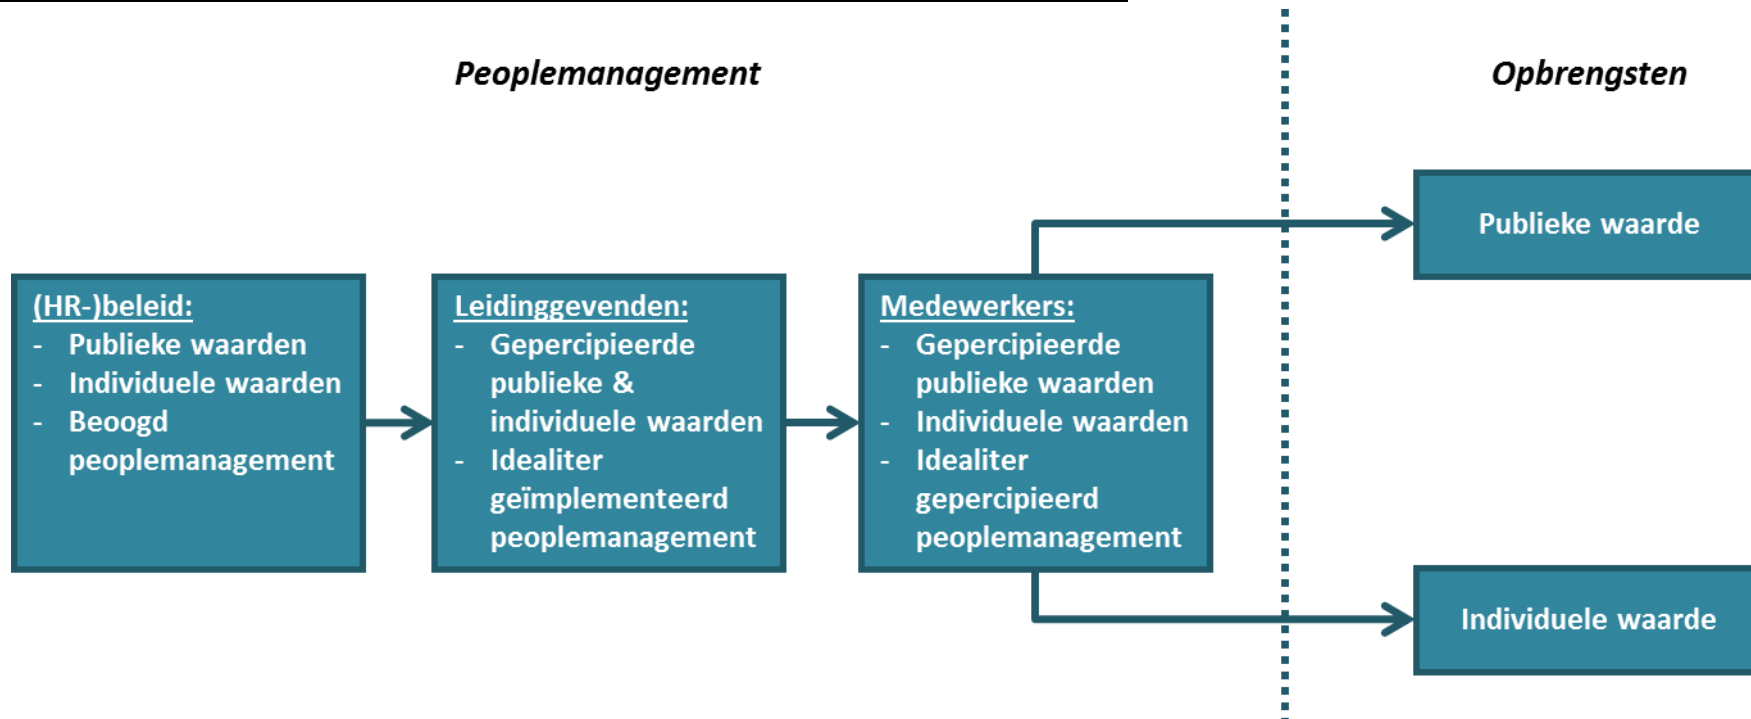 Peoplemanagement
Opbrengsten
(HR-)beleid:
- Publieke waarden
- Individuele waarden
- Beoogd
peoplemanagement
Leidinggevenden:
- Gepercipieerde
publieke &
individuele waarden
- Idealiter
geïmplementeerd
peoplemanagement
Medewerkers:
- Gepercipieerde
publieke waarden
- Individuele waarden
- Idealiter
gepercipieerd
peoplemanagement
Publieke waarde
Individuele waarde